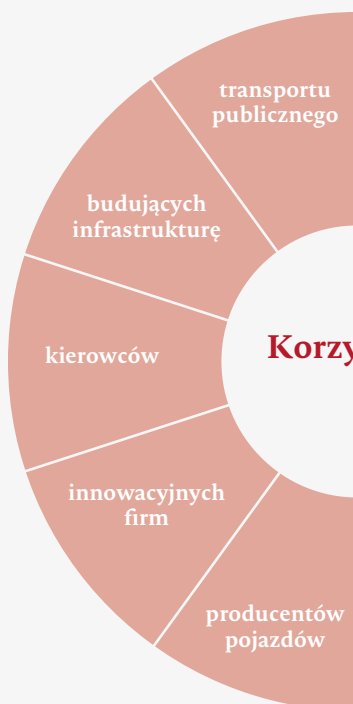 transportu
publicznego
budujących
infrastrukturę
kierowców
Korzy
innowacyjnych
firm
producentów
pojazdów